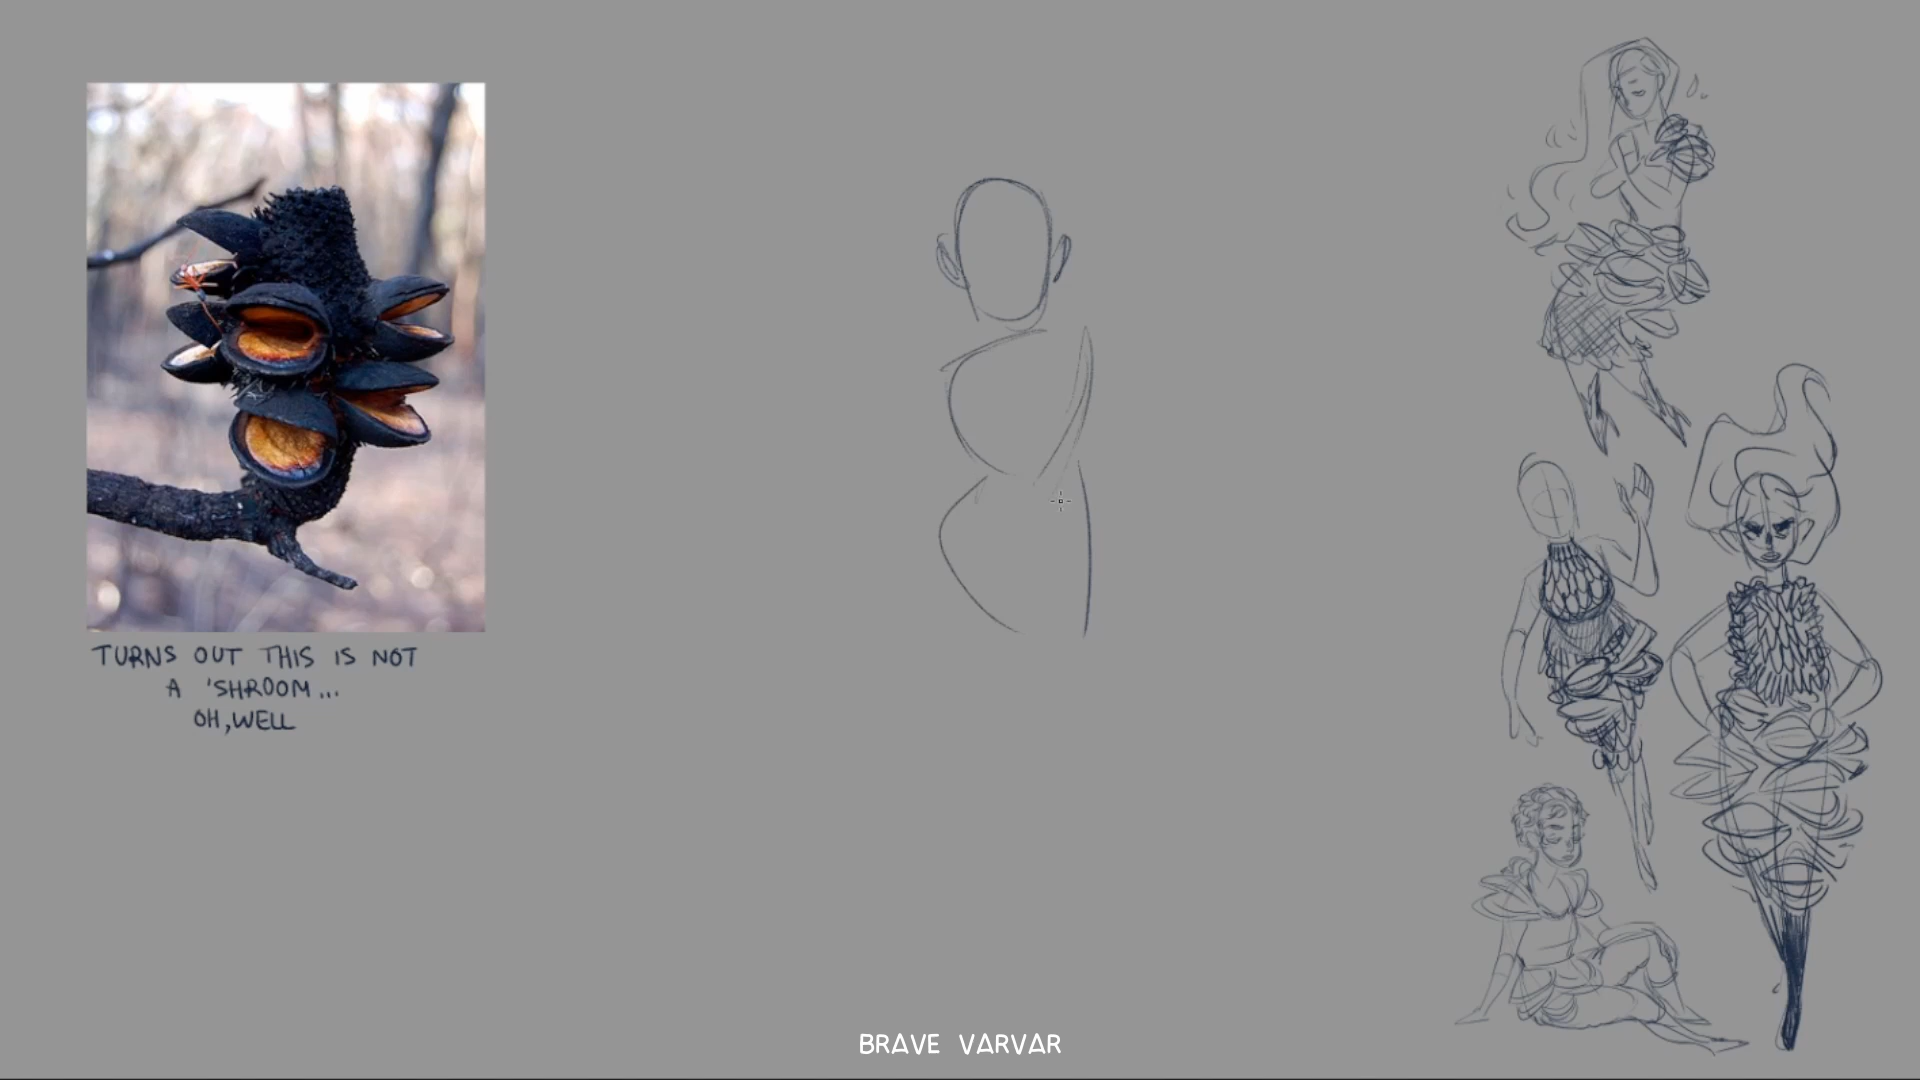 TURNS OUT THIS IS NOT
A 'SHROOM...
OH, WELL
BRAVE VARVAR